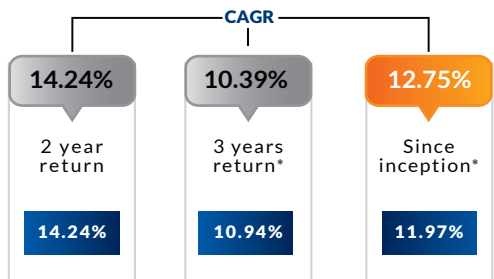 CAGR
14.24%
10.39%
12.75%
2 year
return
3 years
return*
Since
inception*
14.24%
10.94%
11.97%